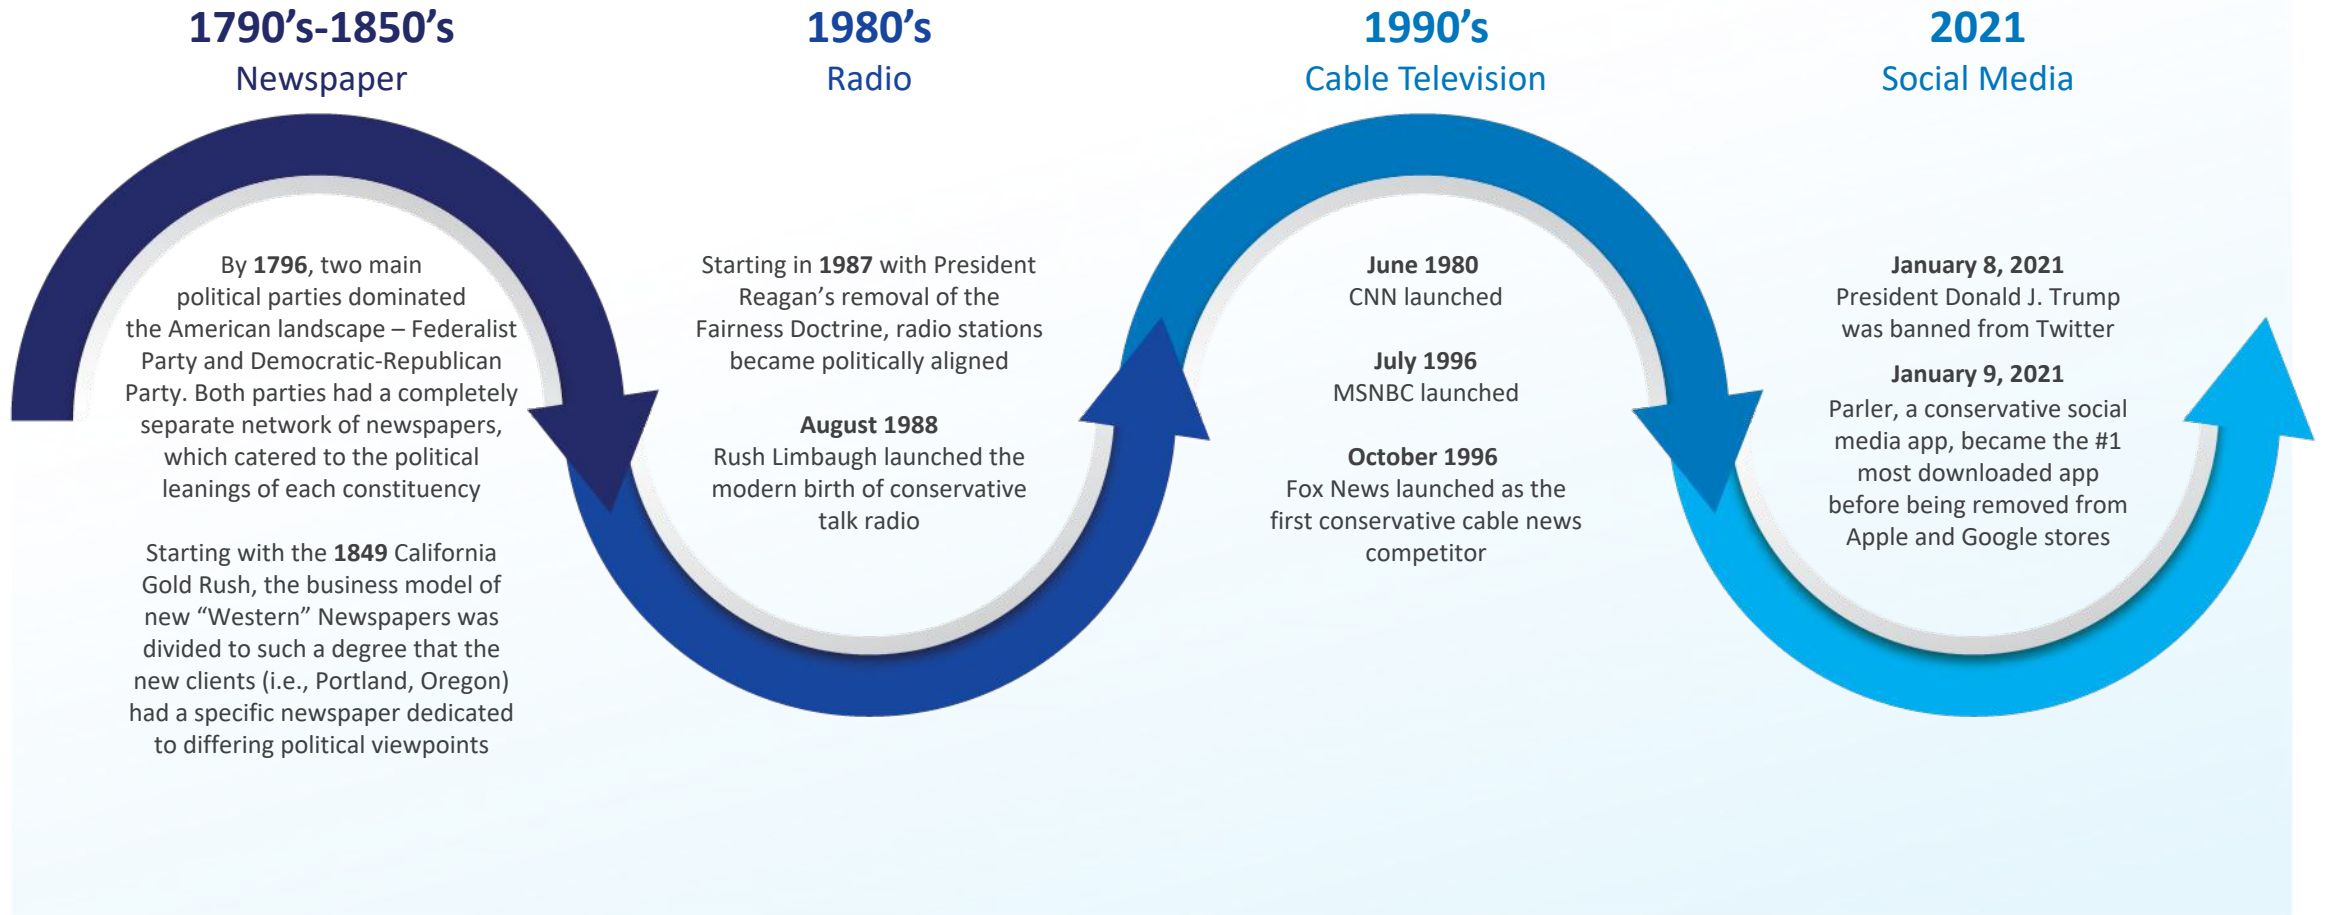 1790’s-1850’s
Newspaper
By 1796, two main
political parties dominated
the American landscape – Federalist
Party and Democratic-Republican
Party. Both parties had a completely
separate network of newspapers,
which catered to the political
leanings of each constituency
Starting with the 1849 California
Gold Rush, the business model of
new “Western” Newspapers was
divided to such a degree that the
new clients (i.e., Portland, Oregon)
had a specific newspaper dedicated
to differing political viewpoints
1980’s
Radio
Starting in 1987 with President
Reagan’s removal of the
Fairness Doctrine, radio stations
became politically aligned
August 1988
Rush Limbaugh launched the
modern birth of conservative
talk radio
1990’s
Cable Television
June 1980
CNN launched
July 1996
MSNBC launched
October 1996
Fox News launched as the
first conservative cable news
competitor
2021
Social Media
January 8, 2021
President Donald J. Trump
was banned from Twitter
January 9, 2021
Parler, a conservative social
media app, became the #1
most downloaded app
before being removed from
Apple and Google stores